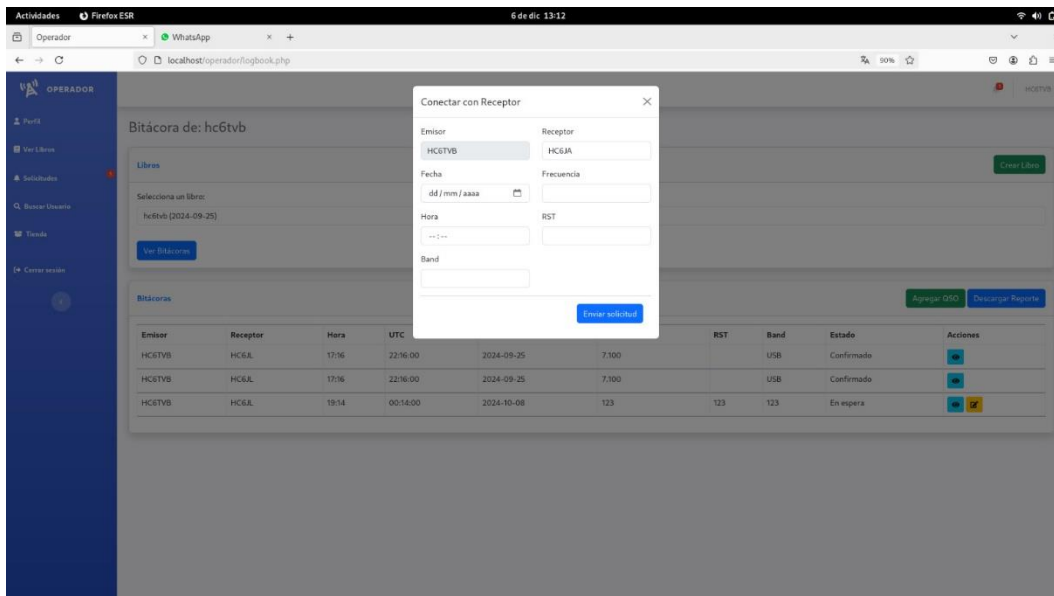 Actividades Firefox ESR 6 de dic 13:12
Operador WhatsApp
localhost/operador/logbook.php 50%
OPERADOR HC6TVB
Perfil
Ver Libros
Solicitudes
Buscar Usuario
Tienda
Cerrar sesión
Bitácora de: hc6tvb
Libros Crear Libro
Selecciona un libro:
hc6tvb (2024-09-25)
Ver Bitácoras
Conectar con Receptor
Emisor Receptor
HC6TVB HC6JA
Fecha Frecuencia
dd / mm / aaaa
Hora RST
--:--
Band
Enviar solicitud
Bitácoras Agregar QSO Descargar Reporte
Emisor Receptor Hora UTC RST Band Estado Acciones
HC6TVB HC6JL 17:16 22:16:00 2024-09-25 7.100 USB Confirmado
HC6TVB HC6JL 17:16 22:16:00 2024-09-25 7.100 USB Confirmado
HC6TVB HC6JL 19:14 00:14:00 2024-10-08 123 123 123 En espera